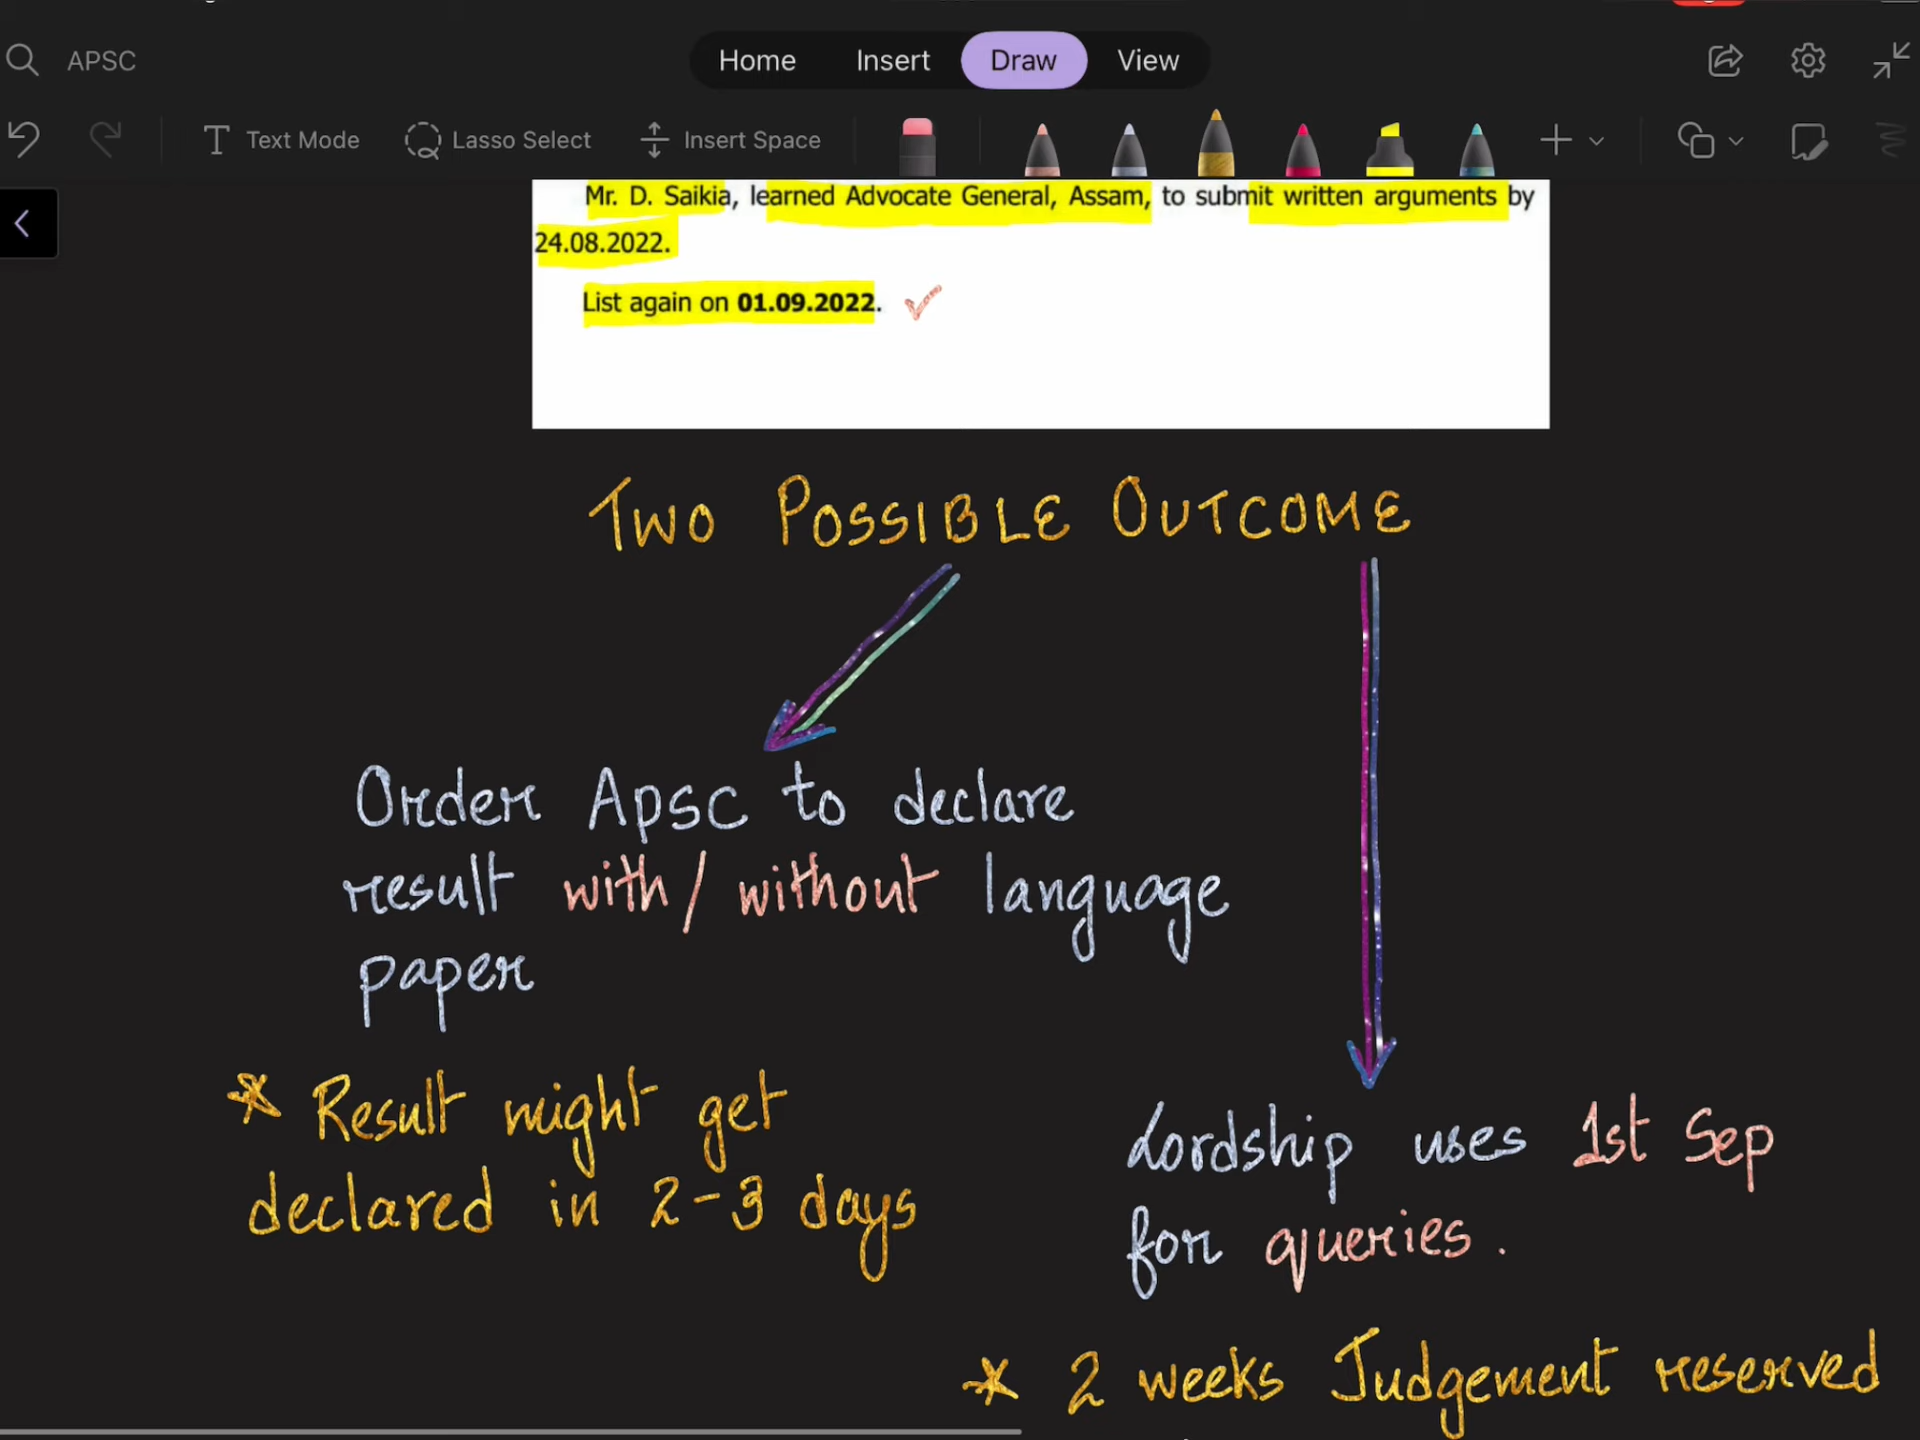 APSC
Home Insert Draw View
Text Mode Lasso Select Insert Space
Mr. D. Saikia, learned Advocate General, Assam, to submit written arguments by
24.08.2022.
List again on 01.09.2022.
TWO POSSIBLE OUTCOME
Order Apsc to declare
result with/ without language
paper
* Result might get
declared in 2-3 days
Lordship uses 1st Sep
for queries.
* 2 weeks Judgement reserved